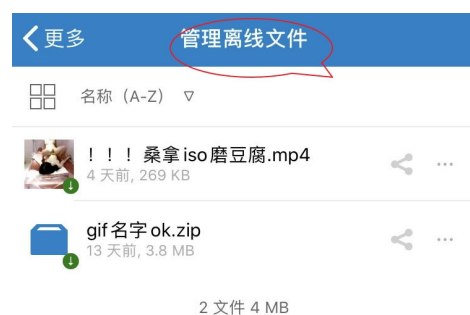 更多
管理离线文件
名称（A-Z）
！！！桑拿iso磨豆腐.mp4
4 天前, 269 KB
gif名字ok.zip
13 天前, 3.8 MB
2 文件 4 MB